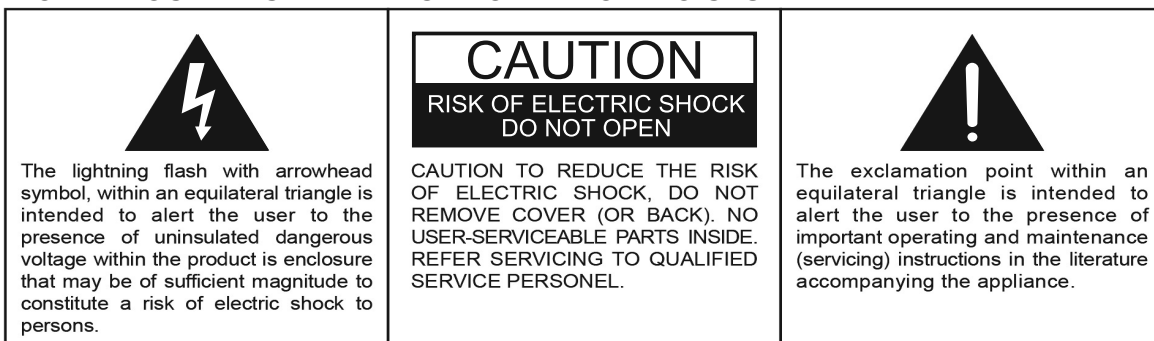 The lightning flash with arrowhead
symbol, within an equilateral triangle is
intended to alert the user to the
presence of uninsulated dangerous
voltage within the product is enclosure
that may be of sufficient magnitude to
constitute a risk of electric shock to
persons.
CAUTION
RISK OF ELECTRIC SHOCK
DO NOT OPEN
CAUTION TO REDUCE THE RISK
OF ELECTRIC SHOCK, DO NOT
REMOVE COVER (OR BACK). NO
USER-SERVICEABLE PARTS INSIDE.
REFER SERVICING TO QUALIFIED
SERVICE PERSONEL.
The exclamation point within an
equilateral triangle is intended to
alert the user to the presence of
important operating and maintenance
(servicing) instructions in the literature
accompanying the appliance.